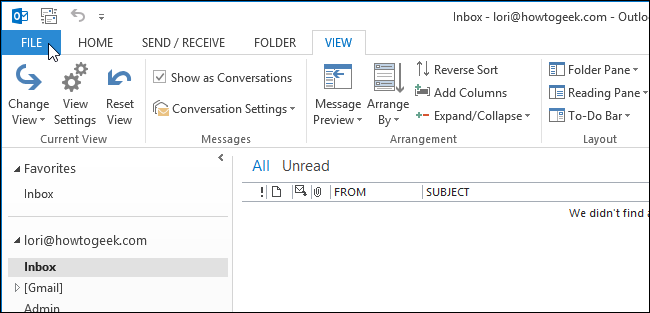 Inbox - lori@howtogeek.com - Outlo
FILE HOME SEND / RECEIVE FOLDER VIEW
Change View
View Settings
Reset View
Current View
Show as Conversations
Conversation Settings
Messages
Message Preview
Arrange By
Reverse Sort
Add Columns
Expand/Collapse
Arrangement
Folder Pane
Reading Pane
To-Do Bar
Layout
Favorites
Inbox
lori@howtogeek.com
Inbox
[Gmail]
Admin
All Unread
! FROM SUBJECT
We didn't find a